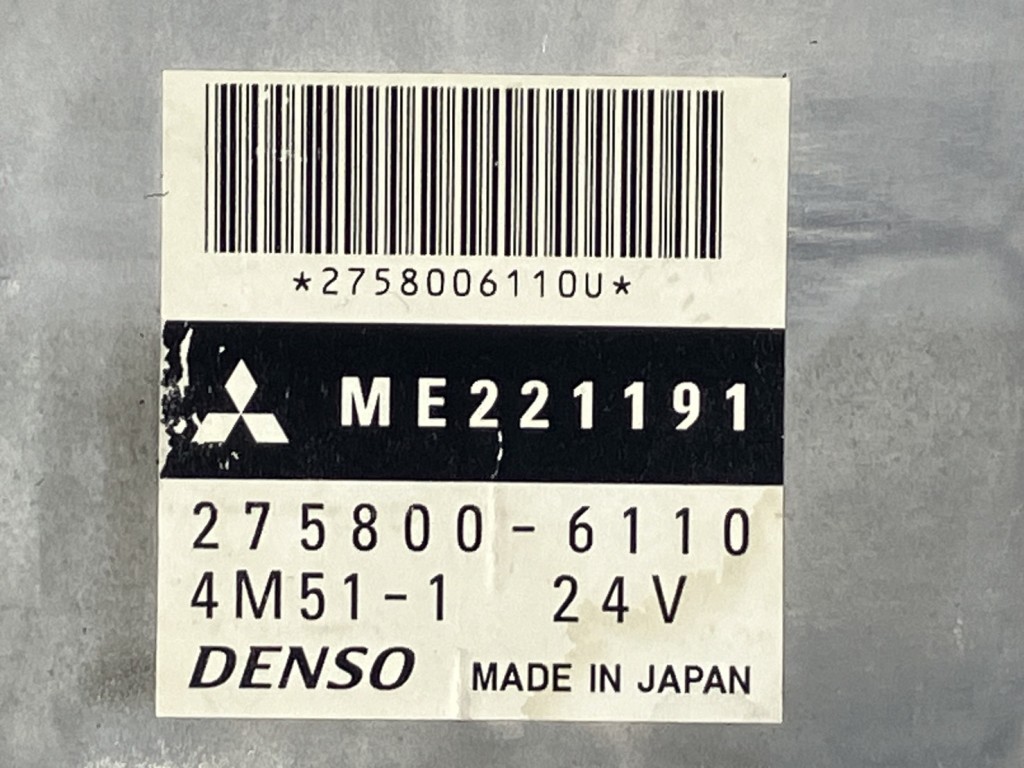 *2758006110U*
ME221191
275800-6110
4M51-1 24V
DENSO MADE IN JAPAN